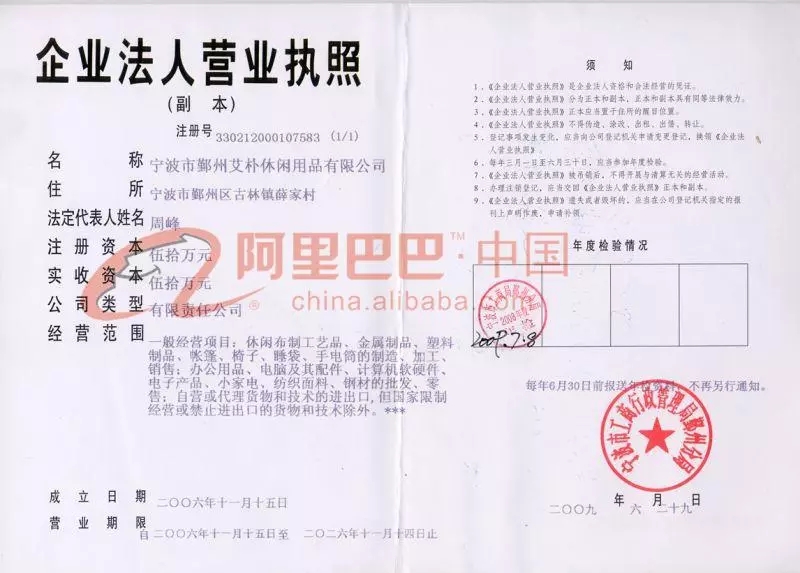 企业法人营业执照
(副 本)
注册号 330212000107583 (1/1)
名 称 宁波市鄞州艾朴休闲用品有限公司
住 所 宁波市鄞州区古林镇薛家村
法定代表人姓名 周峰
注 册 资 本 伍拾万元
实 收 资 本 伍拾万元
公 司 类 型 有限责任公司
经 营 范 围
一般经营项目：休闲布制工艺品、金属制品、塑料
制品、帐篷、椅子、睡袋、手电筒的制造、加工、
销售；办公用品、电脑及其配件、计算机软硬件、
电子产品、小家电、纺织面料、钢材的批发、零
售；自营或代理货物和技术的进出口,但国家限制
经营或禁止进出口的货物和技术除外。***
成 立 日 期 二〇〇六年十一月十五日
营 业 期 限 自二〇〇六年十一月十五日至 二〇二六年十一月十四日止
阿里巴巴™·中国
china.alibaba.com
须 知
1.《企业法人营业执照》是企业法人资格和合法经营的凭证。
2.《企业法人营业执照》分为正本和副本，正本和副本具有同等法律效力。
3.《企业法人营业执照》正本应当置于住所的醒目位置。
4.《企业法人营业执照》不得伪造、涂改、出租、出借、转让。
5. 登记事项发生变化，应当向公司登记机关申请变更登记，换领《企业法
人营业执照》。
6. 每年三月一日至六月三十日，应当参加年度检验。
7.《企业法人营业执照》被吊销后，不得开展与清算无关的经营活动。
8. 办理注销登记，应当交回《企业法人营业执照》正本和副本。
9.《企业法人营业执照》遗失或者毁坏的，应当在公司登记机关指定的报
刊上声明作废，申请补领。
年度检验情况
2009.7.8
每年6月30日前报送年检资料，不再另行通知。
宁波市工商行政管理局鄞州分局
年 月 日
二〇〇九 六 二十九